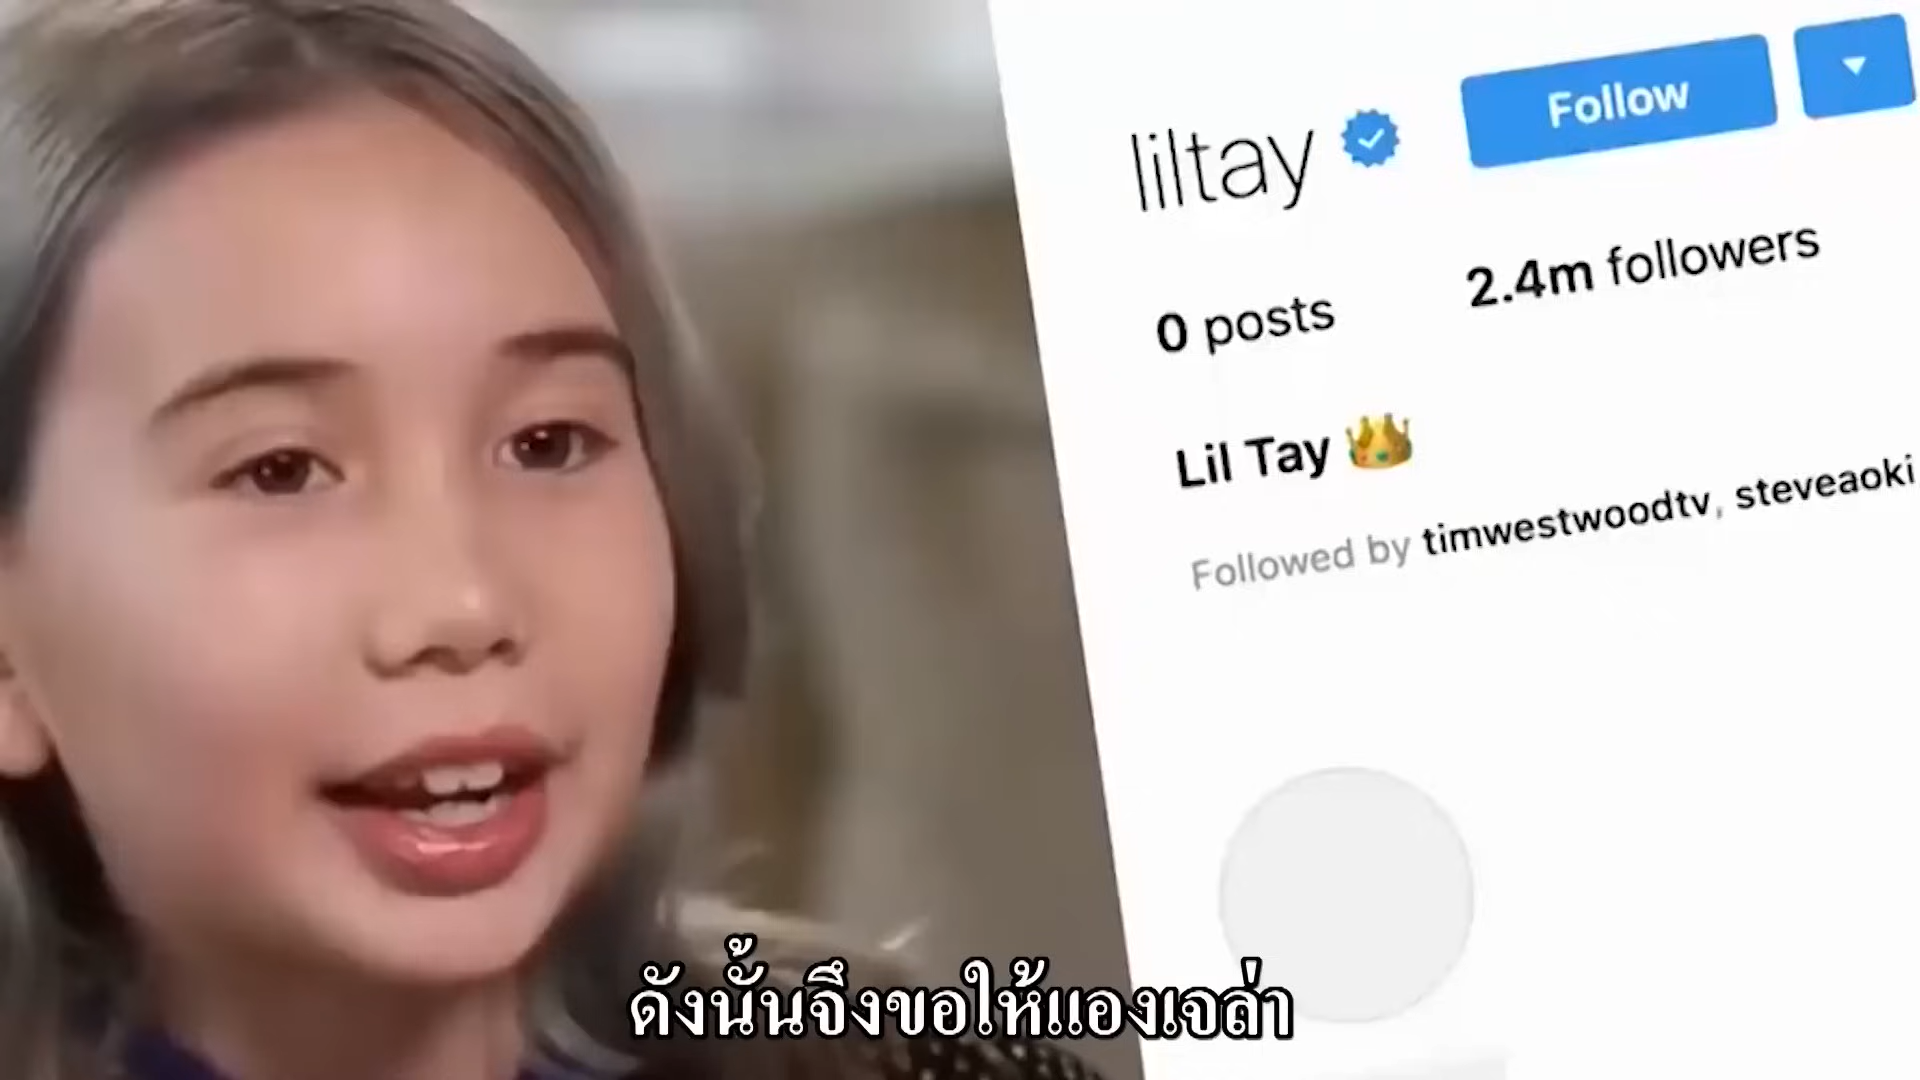 liltay
Follow
0 posts
2.4m followers
Lil Tay 👑
Followed by timwestwoodtv, steveaoki
ดังนั้นจึงขอให้แองเจล่า